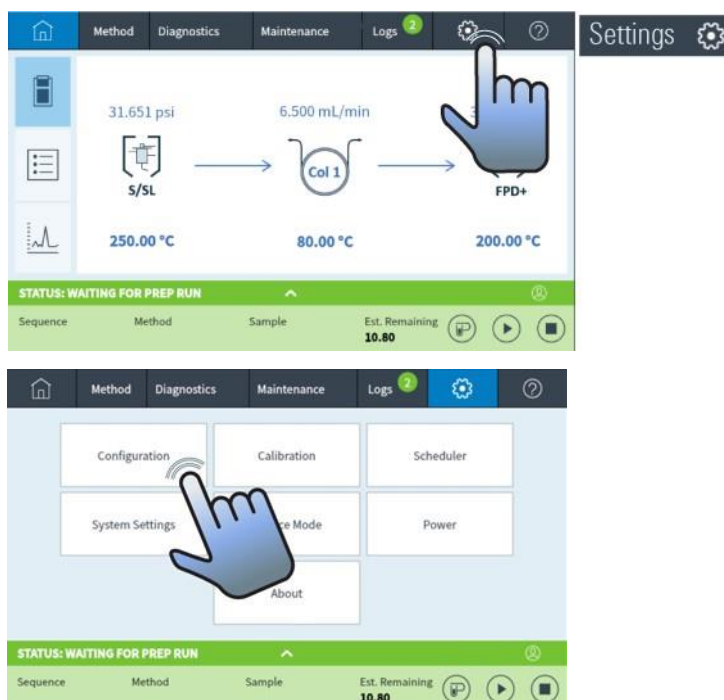 Method Diagnostics Maintenance Logs 2
Settings
31.651 psi 6.500 mL/min
S/SL Col 1 FPD+
250.00 °C 80.00 °C 200.00 °C
STATUS: WAITING FOR PREP RUN
Sequence Method Sample Est. Remaining
10.80
Method Diagnostics Maintenance Logs 2
Configuration Calibration Scheduler
System Settings Mode Power
About
STATUS: WAITING FOR PREP RUN
Sequence Method Sample Est. Remaining
10.80